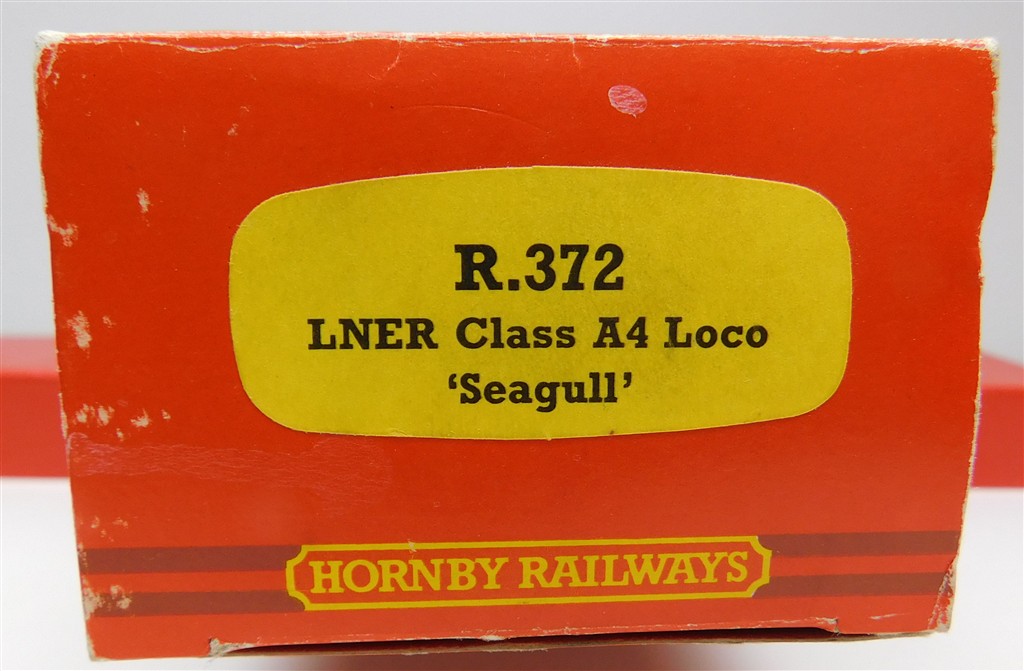 R.372
LNER Class A4 Loco
‘Seagull’
HORNBY RAILWAYS